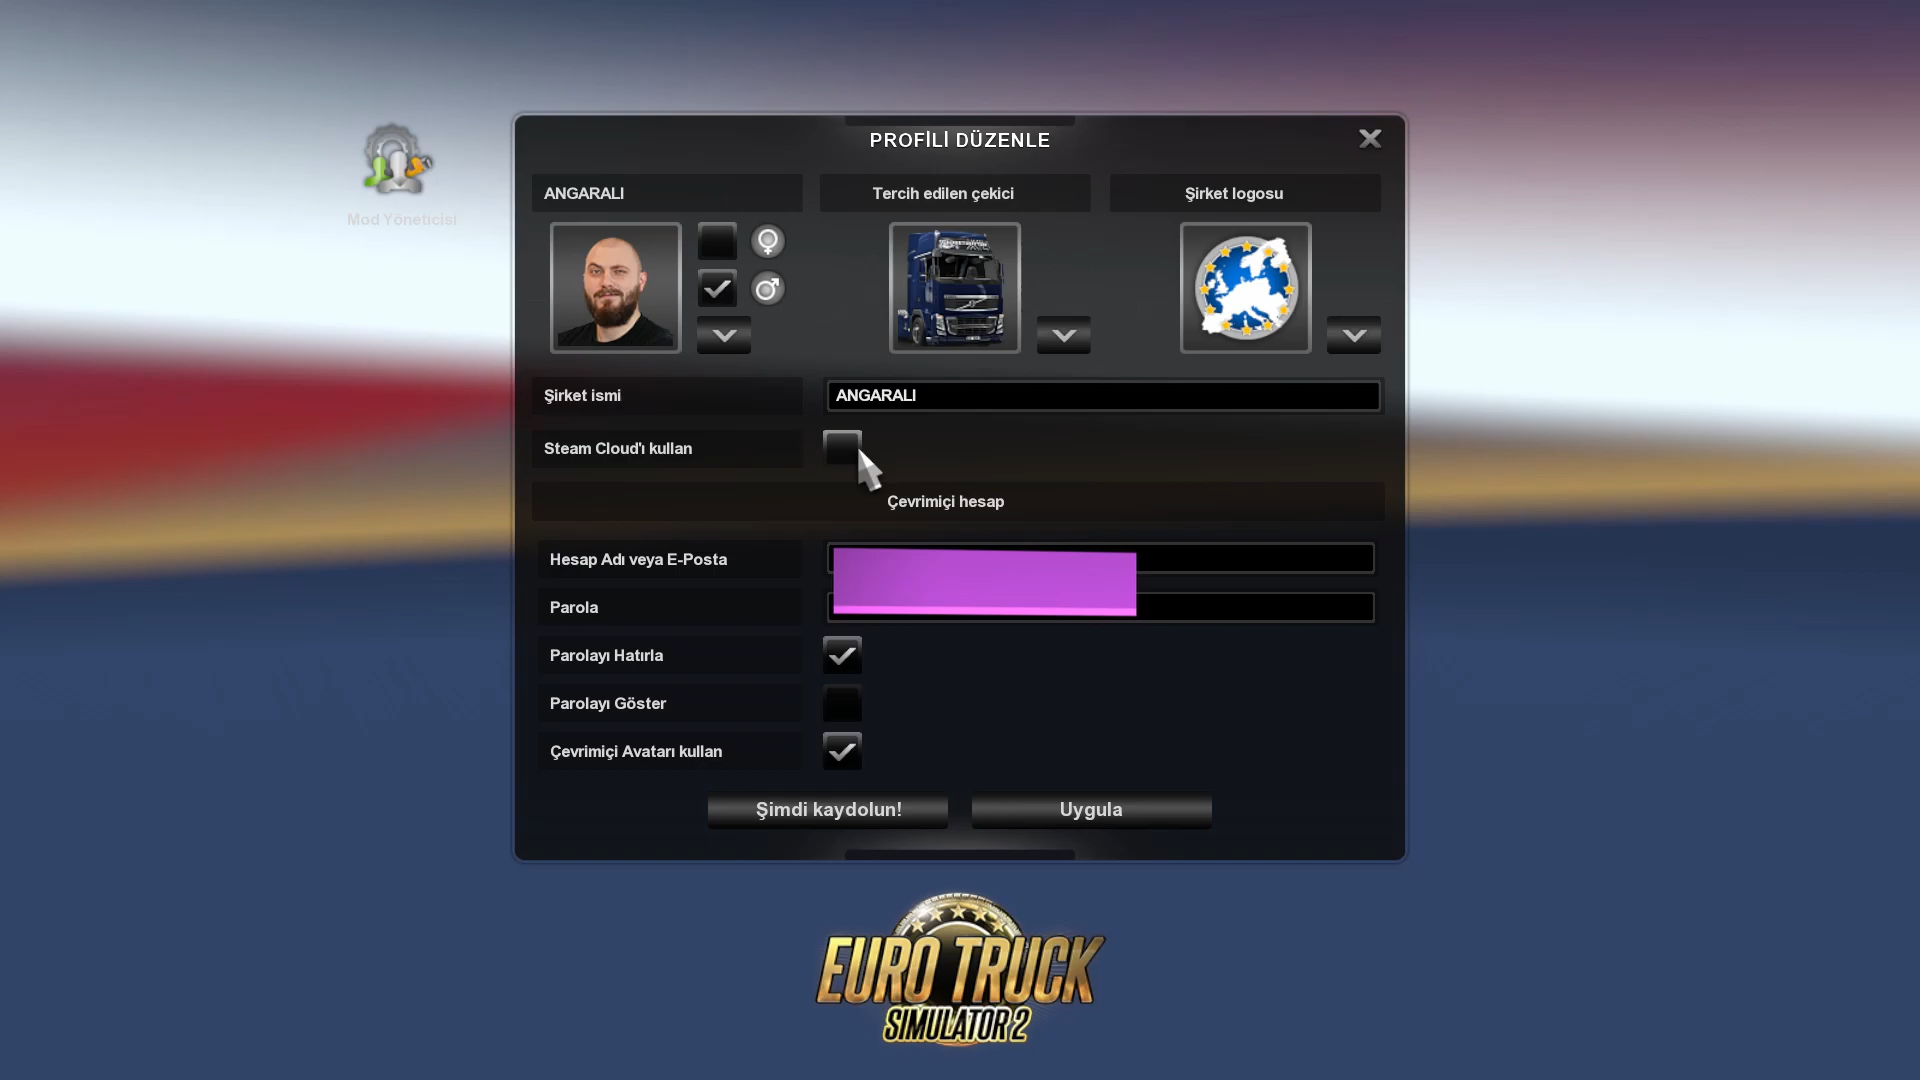 PROFİLİ DÜZENLE
Mod Yöneticisi
ANGARALI
Tercih edilen çekici
Şirket logosu
Şirket ismi
ANGARALI
Steam Cloud'ı kullan
Çevrimiçi hesap
Hesap Adı veya E-Posta
Parola
Parolayı Hatırla
Parolayı Göster
Çevrimiçi Avatarı kullan
Şimdi kaydolun!
Uygula
EURO TRUCK
SIMULATOR 2